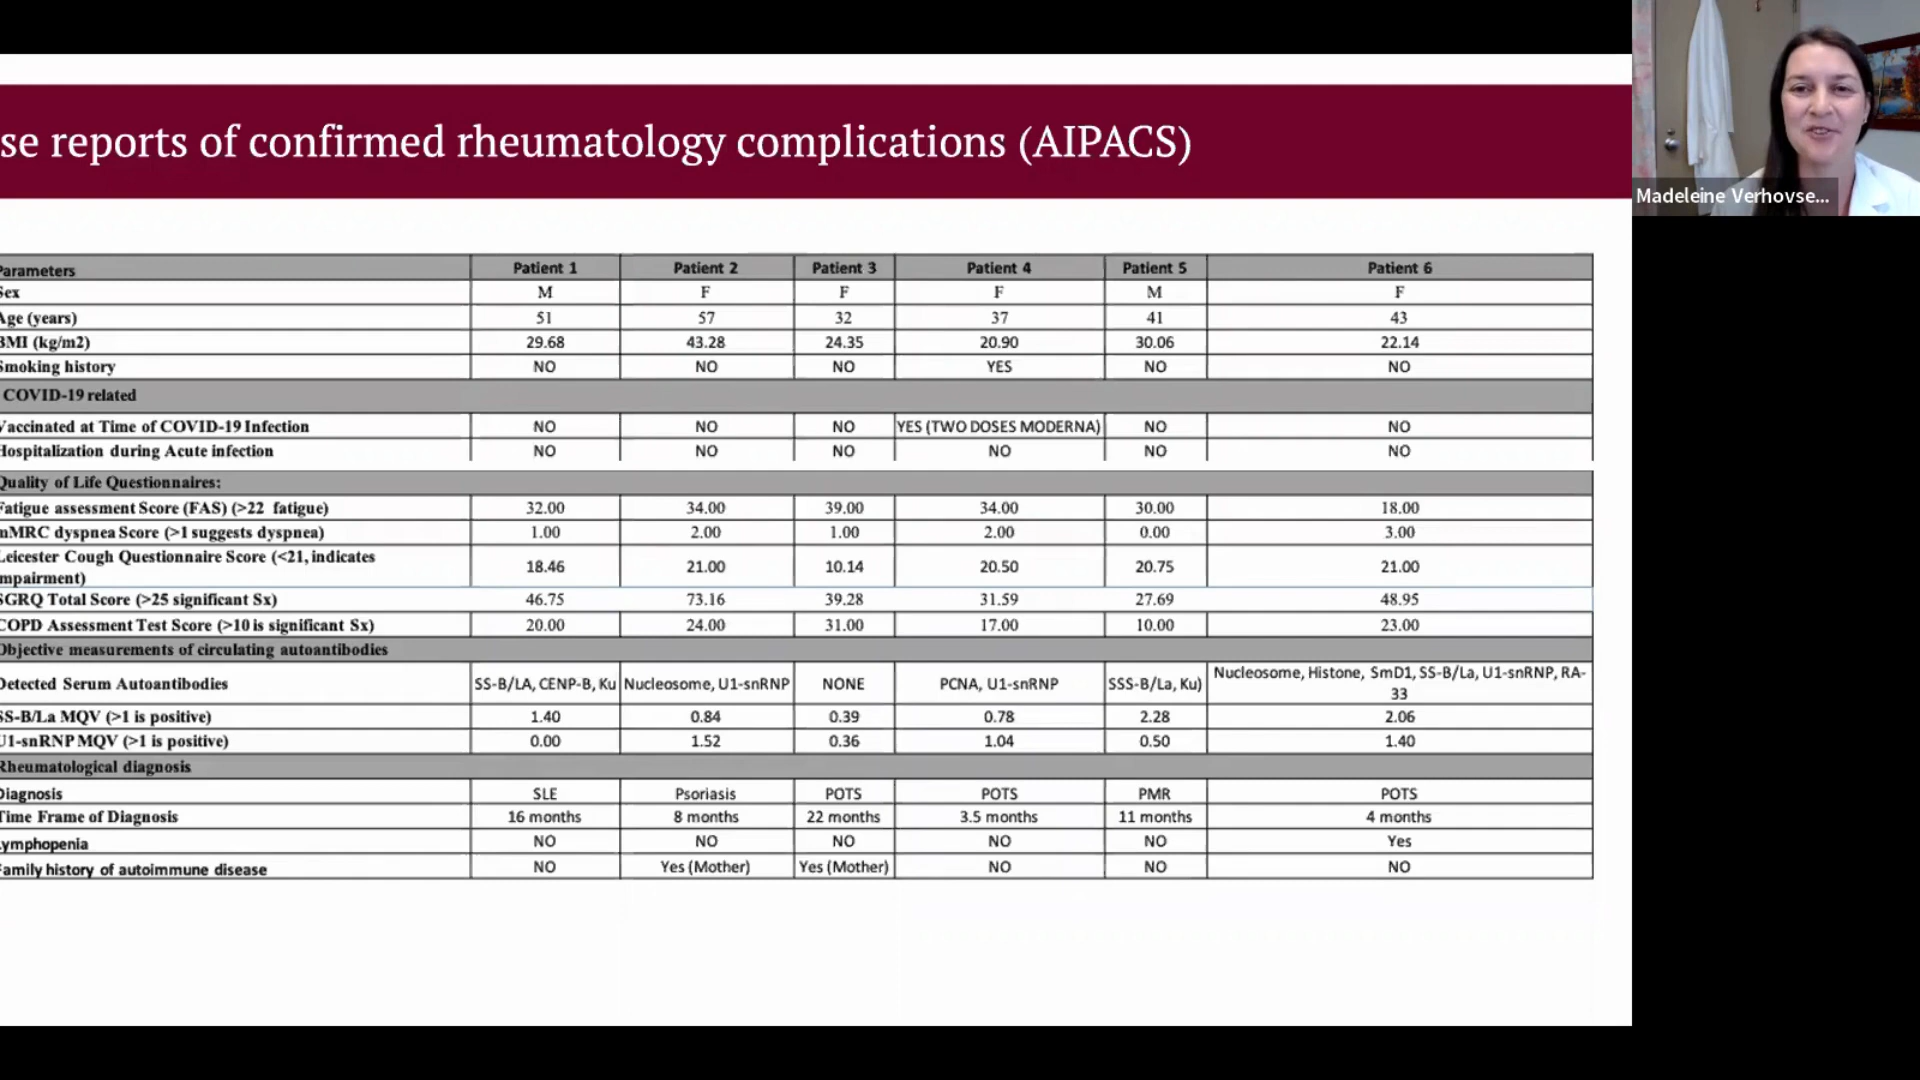 se reports of confirmed rheumatology complications (AIPACS)
Madeleine Verhovse...
Parameters Patient 1 Patient 2 Patient 3 Patient 4 Patient 5 Patient 6
Sex M F F F M F
Age (years) 51 57 32 37 41 43
BMI (kg/m2) 29.68 43.28 24.35 20.90 30.06 22.14
Smoking history NO NO NO YES NO NO
COVID-19 related
Vaccinated at Time of COVID-19 Infection NO NO NO YES (TWO DOSES MODERNA) NO NO
Hospitalization during Acute infection NO NO NO NO NO NO
Quality of Life Questionnaires:
Fatigue assessment Score (FAS) (>22 fatigue) 32.00 34.00 39.00 34.00 30.00 18.00
mMRC dyspnea Score (>1 suggests dyspnea) 1.00 2.00 1.00 2.00 0.00 3.00
Leicester Cough Questionnaire Score (<21, indicates
impairment) 18.46 21.00 10.14 20.50 20.75 21.00
SGRQ Total Score (>25 significant Sx) 46.75 73.16 39.28 31.59 27.69 48.95
COPD Assessment Test Score (>10 is significant Sx) 20.00 24.00 31.00 17.00 10.00 23.00
Objective measurements of circulating autoantibodies
Detected Serum Autoantibodies SS-B/LA, CENP-B, Ku Nucleosome, U1-snRNP NONE PCNA, U1-snRNP SSS-B/La, Ku) Nucleosome, Histone, SmD1, SS-B/La, U1-snRNP, RA-
33
SS-B/La MQV (>1 is positive) 1.40 0.84 0.39 0.78 2.28 2.06
U1-snRNP MQV (>1 is positive) 0.00 1.52 0.36 1.04 0.50 1.40
Rheumatological diagnosis
Diagnosis SLE Psoriasis POTS POTS PMR POTS
Time Frame of Diagnosis 16 months 8 months 22 months 3.5 months 11 months 4 months
Lymphopenia NO NO NO NO NO Yes
Family history of autoimmune disease NO Yes (Mother) Yes (Mother) NO NO NO